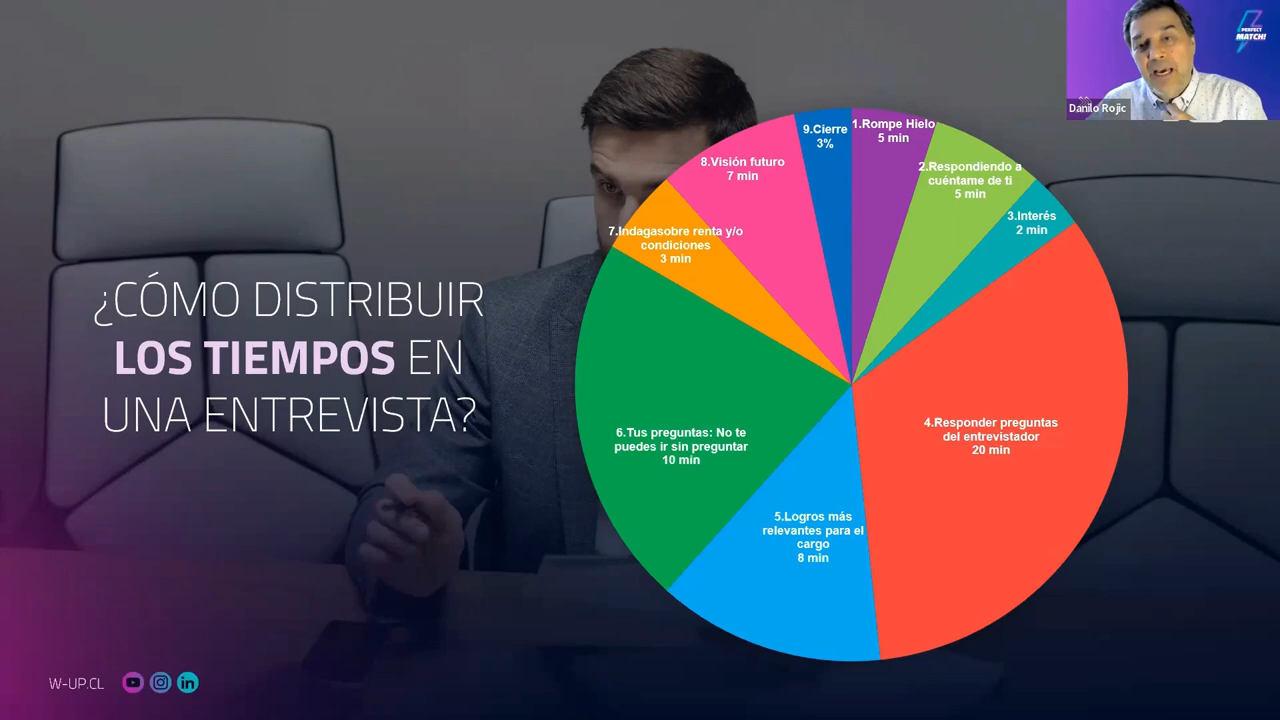 PERFECT
MATCH!
Danilo Rojic
¿CÓMO DISTRIBUIR
LOS TIEMPOS EN
UNA ENTREVISTA?
1.Rompe Hielo
5 min
2.Respondiendo a
cuéntame de ti
5 min
3.Interés
2 min
4.Responder preguntas
del entrevistador
20 min
5.Logros más
relevantes para el
cargo
8 min
6.Tus preguntas: No te
puedes ir sin preguntar
10 min
7.Indagasobre renta y/o
condiciones
3 min
8.Visión futuro
7 min
9.Cierre
3%
W-UP.CL
in